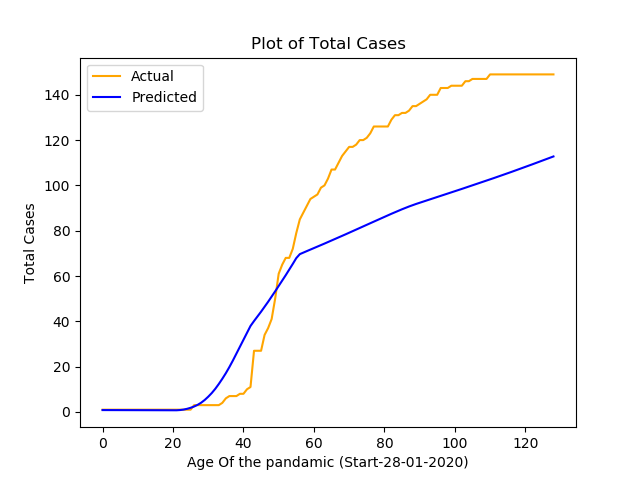 Plot of Total Cases
Actual
Predicted
Total Cases
140
120
100
80
60
40
20
0
0 20 40 60 80 100 120
Age Of the pandamic (Start-28-01-2020)